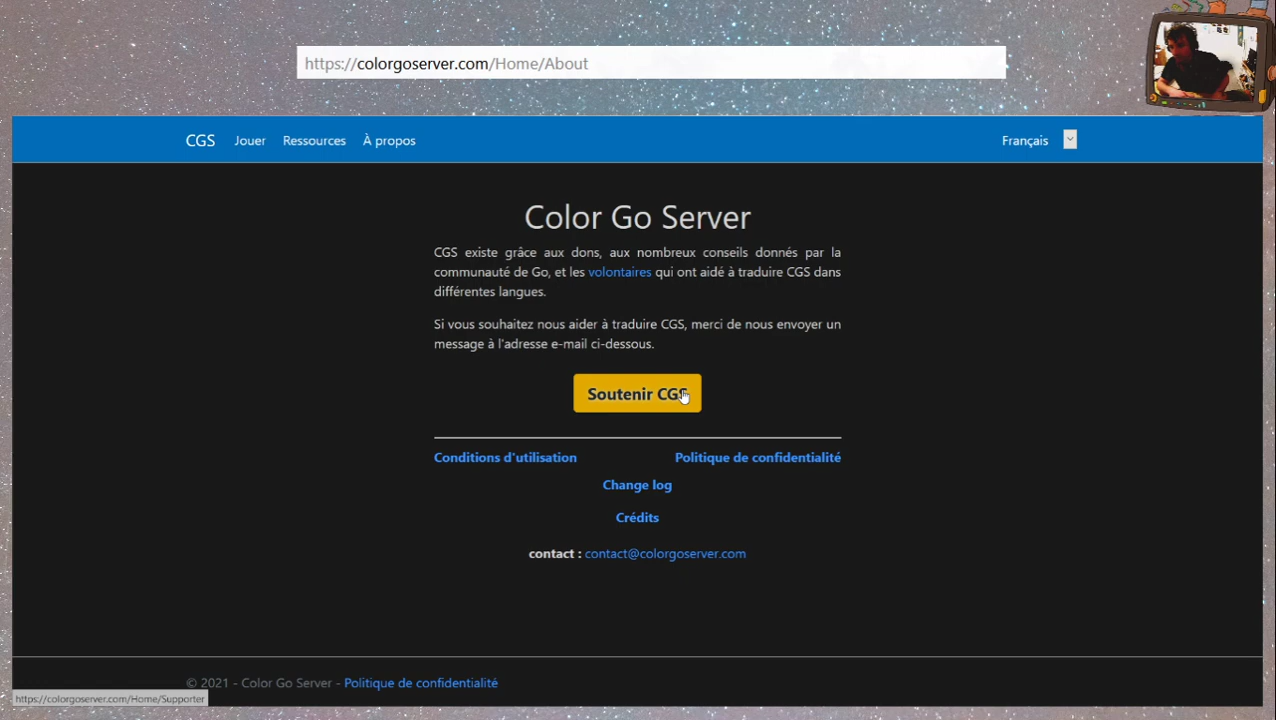 https://colorgoserver.com/Home/About
CGS Jouer Ressources À propos Français
Color Go Server
CGS existe grâce aux dons, aux nombreux conseils donnés par la
communauté de Go, et les volontaires qui ont aidé à traduire CGS dans
différentes langues.
Si vous souhaitez nous aider à traduire CGS, merci de nous envoyer un
message à l'adresse e-mail ci-dessous.
Soutenir CGS
Conditions d'utilisation Politique de confidentialité
Change log
Crédits
contact : contact@colorgoserver.com
© 2021 - Color Go Server - Politique de confidentialité
https://colorgoserver.com/Home/Supporter